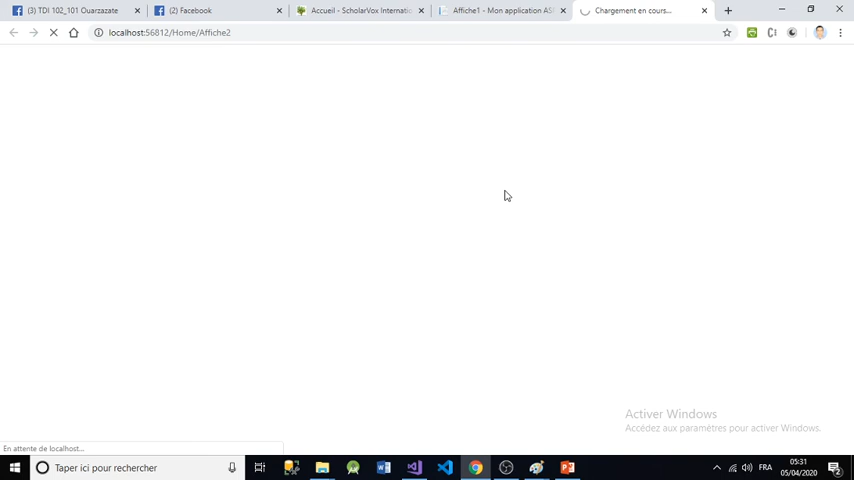 (3) TDI 102_101 Ouarzazate
(2) Facebook
Accueil - ScholarVox Internatio
Affiche1 - Mon application AS
Chargement en cours...
localhost:56812/Home/Affiche2
Activer Windows
Accédez aux paramètres pour activer Windows.
En attente de localhost...
Taper ici pour rechercher
FRA
05:31
05/04/2020
2